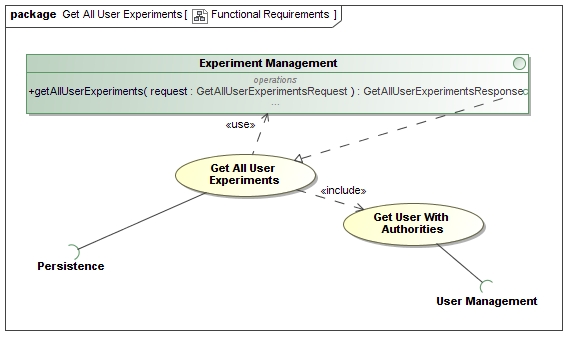 package Get All User Experiments [ Functional Requirements ]
Experiment Management
operations
+getAllUserExperiments( request : GetAllUserExperimentsRequest ) : GetAllUserExperimentsResponse
...
«use»
Get All User
Experiments
«include»
Get User With
Authorities
Persistence
User Management